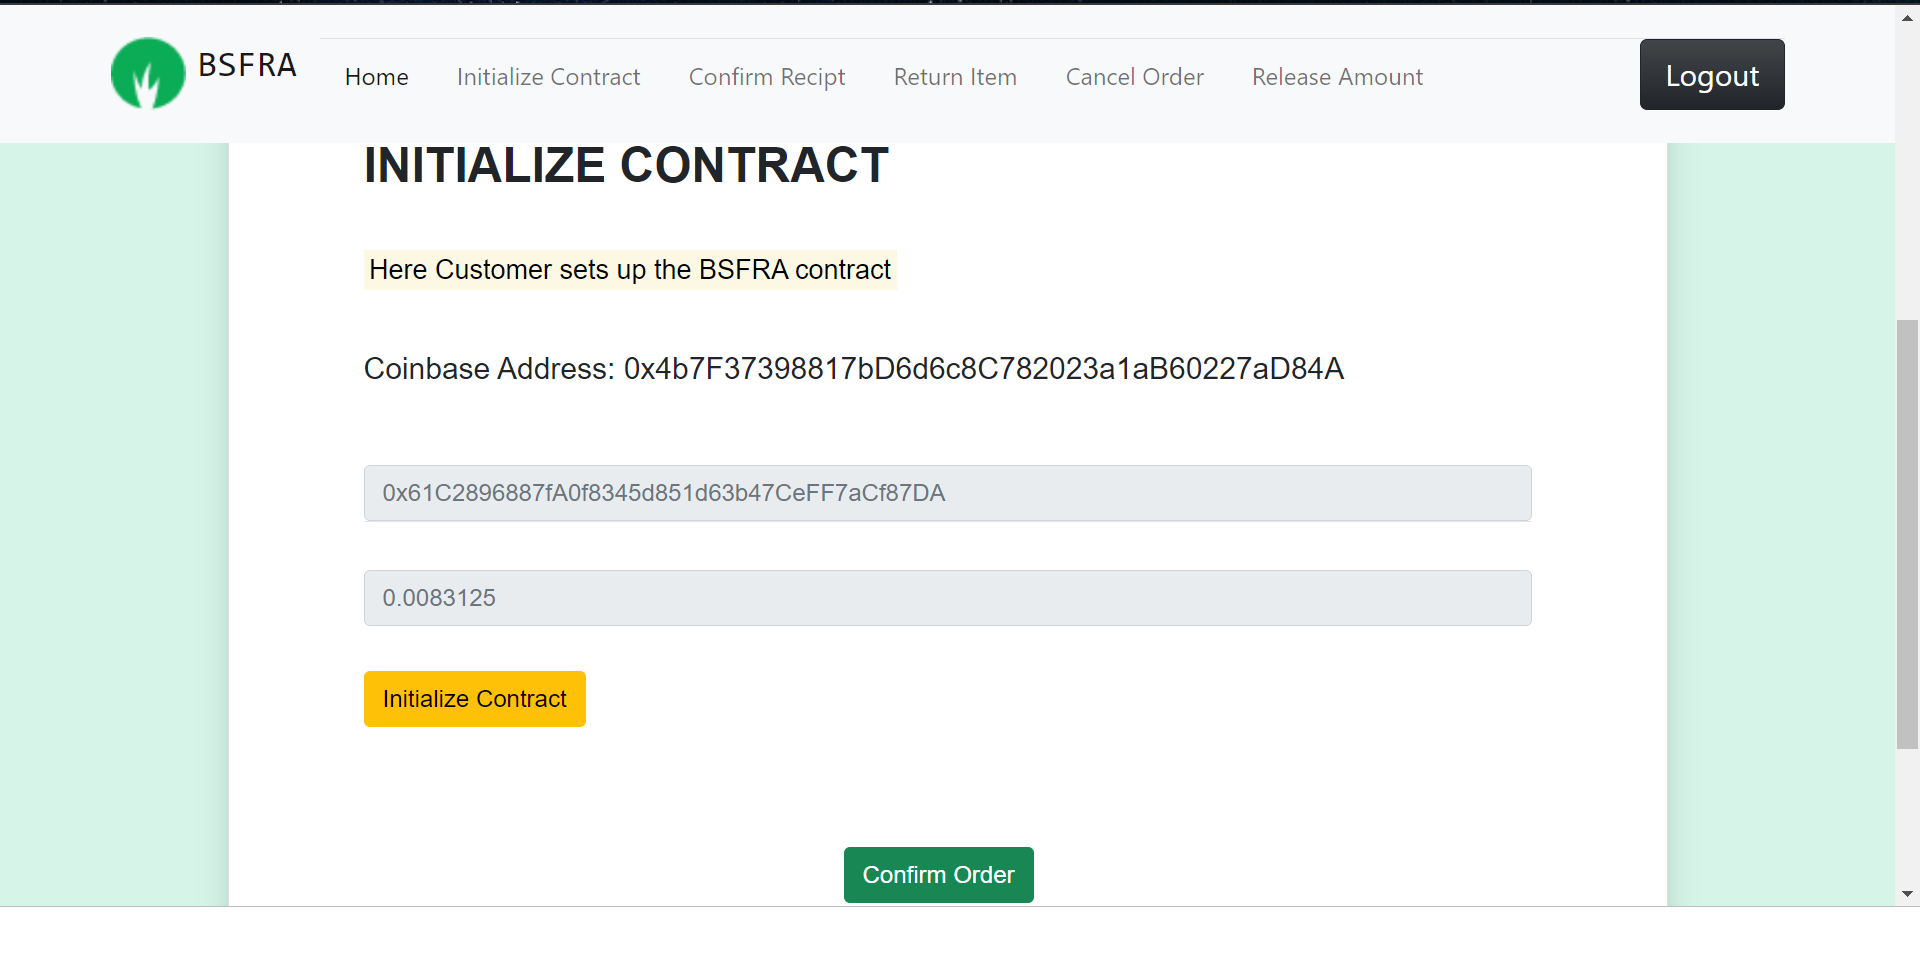 BSFRA
Home Initialize Contract Confirm Recipt Return Item Cancel Order Release Amount Logout
INITIALIZE CONTRACT
Here Customer sets up the BSFRA contract
Coinbase Address: 0x4b7F37398817bD6d6c8C782023a1aB60227aD84A
0x61C2896887fA0f8345d851d63b47CeFF7aCf87DA
0.0083125
Initialize Contract
Confirm Order